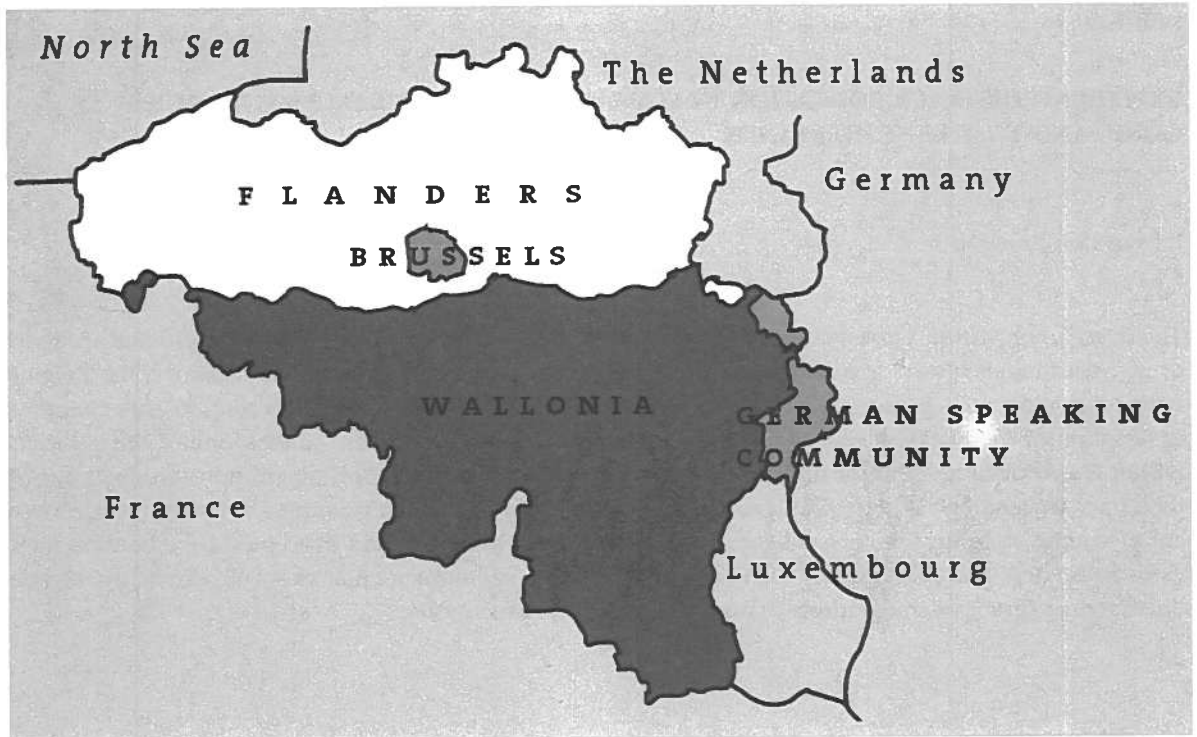 North Sea
The Netherlands
Germany
FLANDERS
BRUSSELS
WALLONIA
GERMAN SPEAKING
COMMUNITY
France
Luxembourg